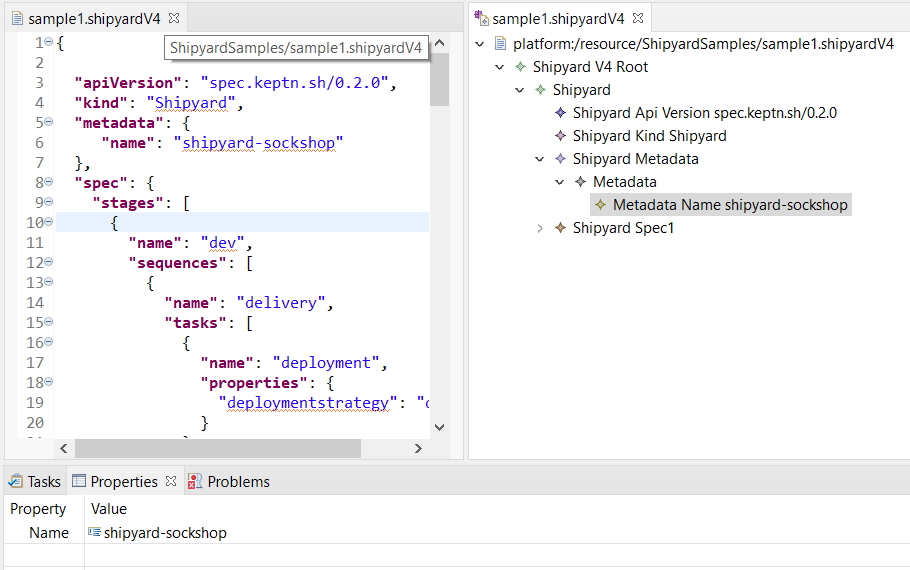 sample1.shipyardV4
ShipyardSamples/sample1.shipyardV4
1 {
2
3 "apiVersion": "spec.keptn.sh/0.2.0",
4 "kind": "Shipyard",
5 "metadata": {
6 "name": "shipyard-sockshop"
7 },
8 "spec": {
9 "stages": [
10 {
11 "name": "dev",
12 "sequences": [
13 {
14 "name": "delivery",
15 "tasks": [
16 {
17 "name": "deployment",
18 "properties": {
19 "deploymentstrategy": "
20 }
sample1.shipyardV4
platform:/resource/ShipyardSamples/sample1.shipyardV4
Shipyard V4 Root
Shipyard
Shipyard Api Version spec.keptn.sh/0.2.0
Shipyard Kind Shipyard
Shipyard Metadata
Metadata
Metadata Name shipyard-sockshop
Shipyard Spec1
Tasks Properties Problems
Property Value
Name shipyard-sockshop